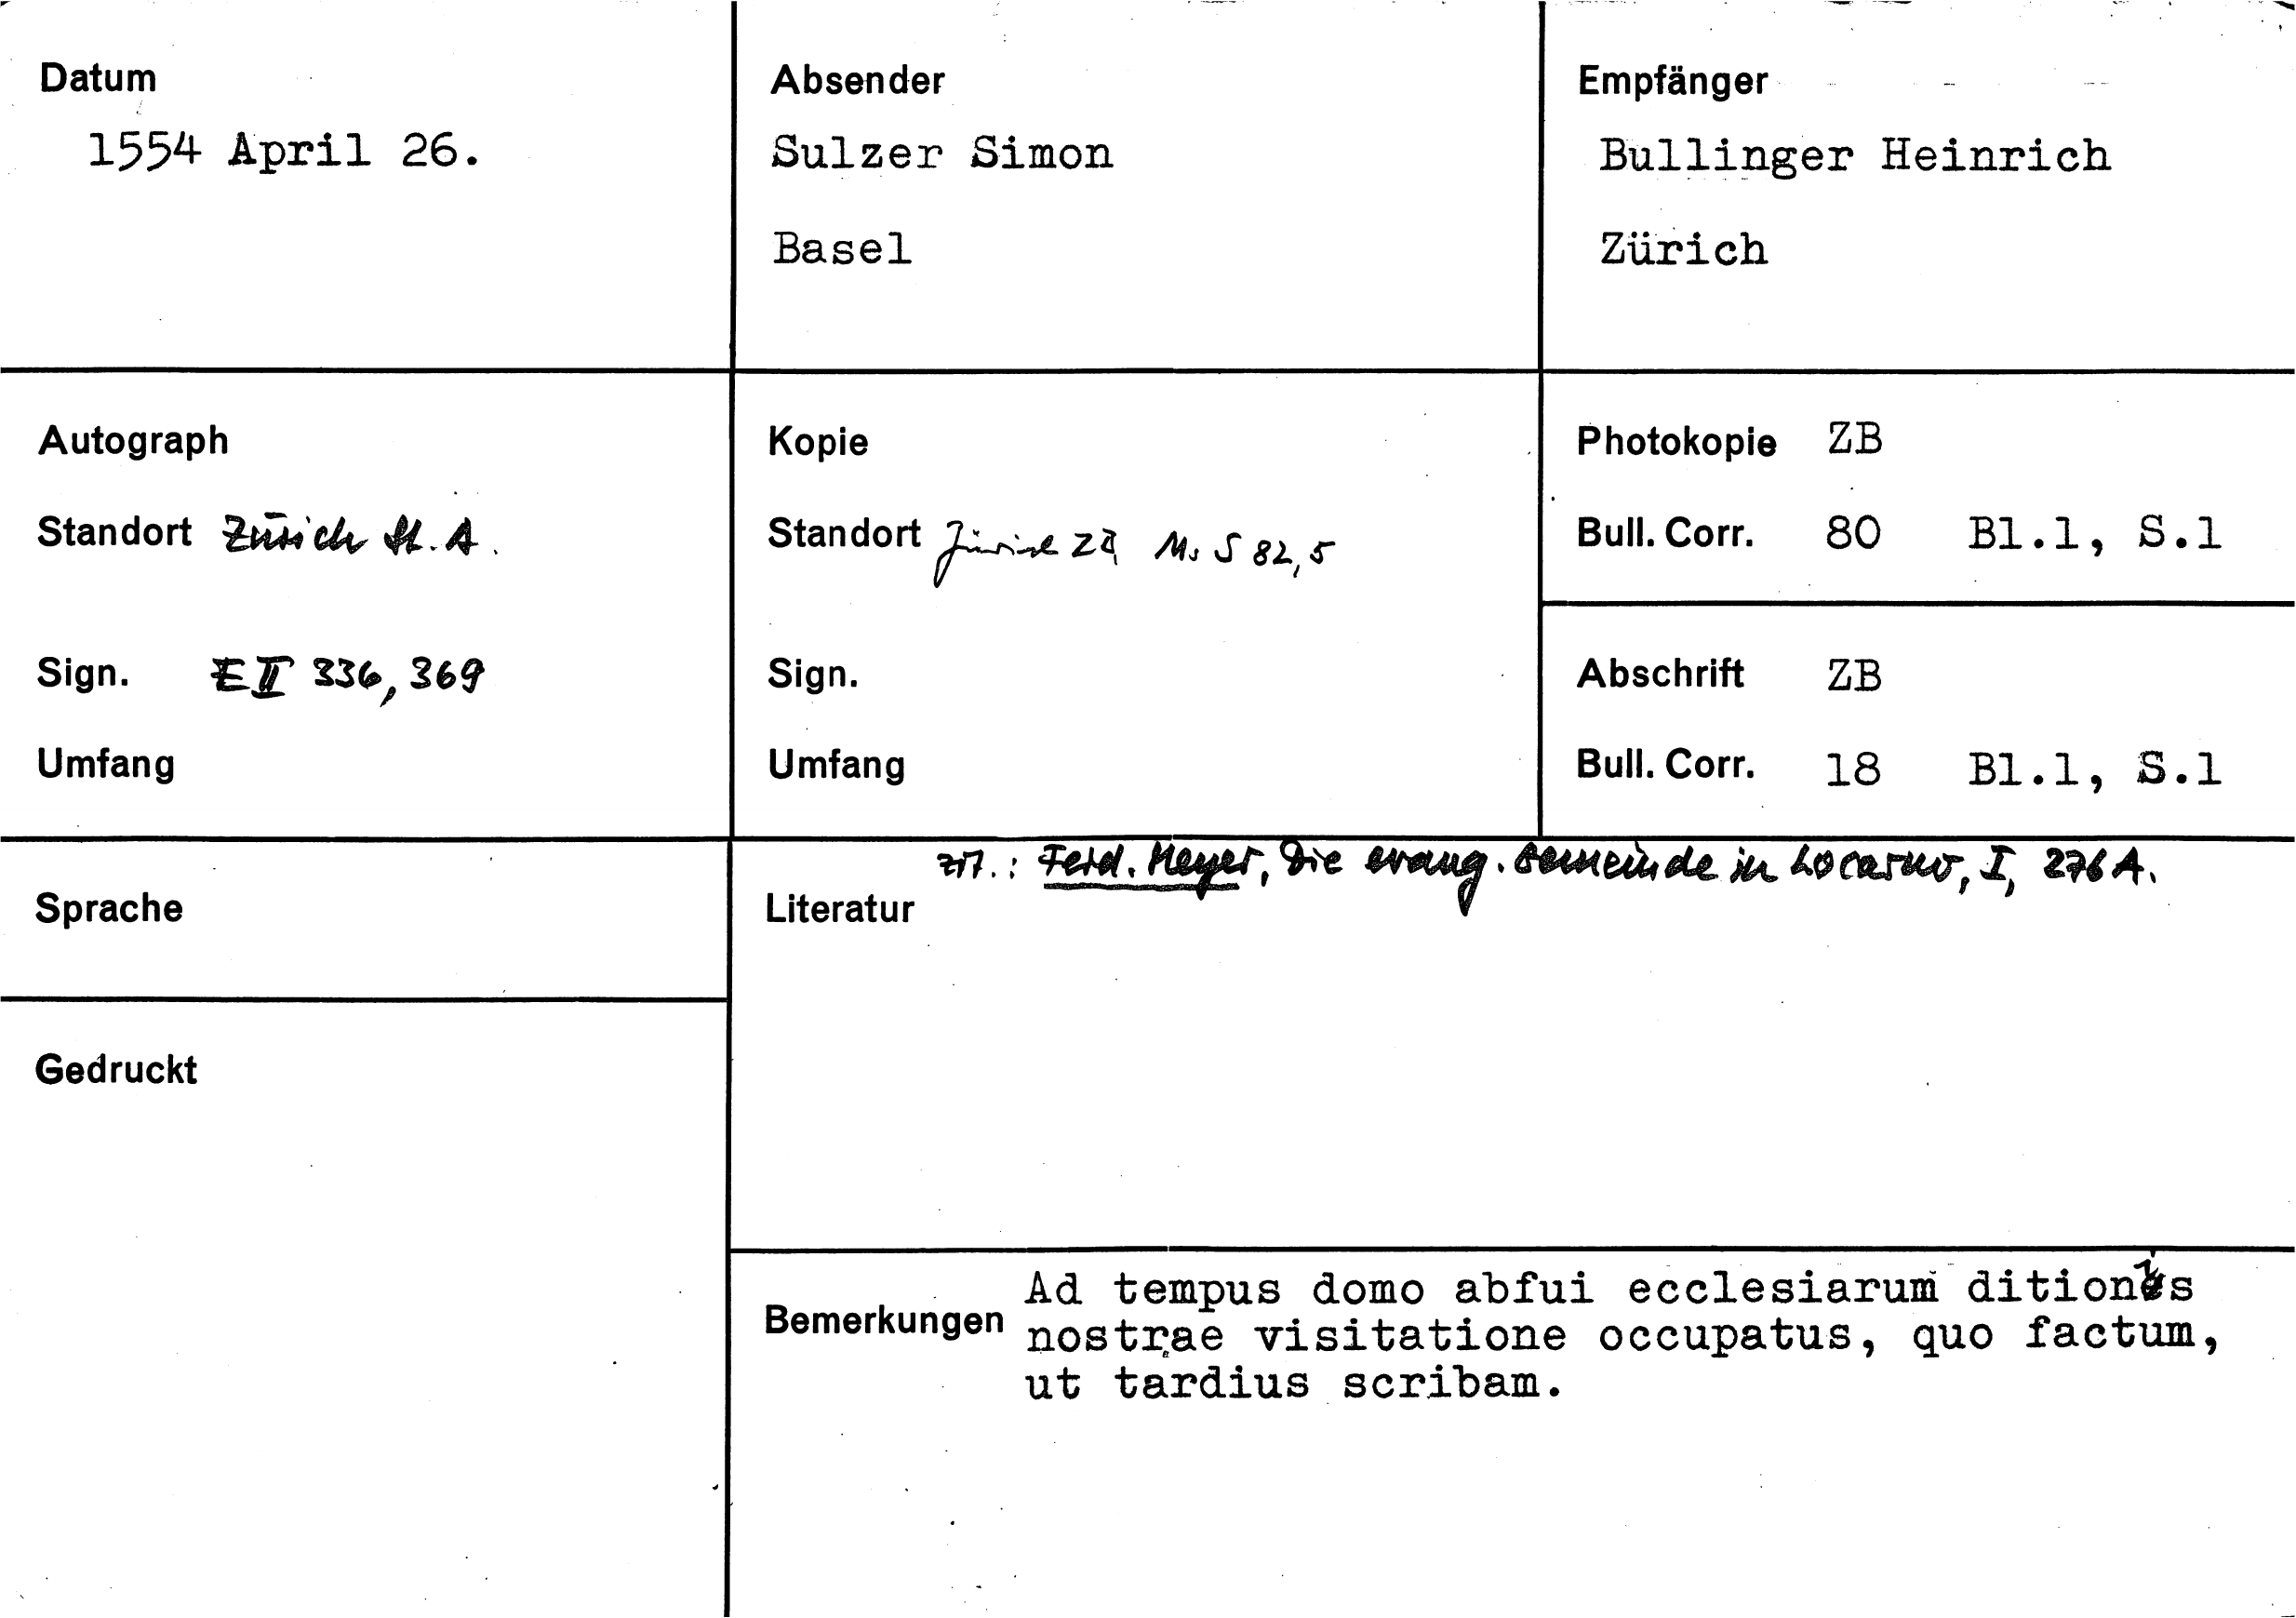 Datum
1554 April 26.
Absender
Sulzer Simon
Basel
Empfänger
Bullinger Heinrich
Zürich
Autograph
Standort Zürich St. A.
Sign. E II 336, 369
Umfang
Kopie
Standort Zürich ZB Ms S 82, 5
Sign.
Umfang
Photokopie ZB
Bull. Corr. 80 Bl.1, S.1
Abschrift ZB
Bull. Corr. 18 Bl.1, S.1
Sprache
Gedruckt
zit.: Ferd. Meyer, Die evang. Gemeinde in Locarno, I, 276 A.
Literatur
Bemerkungen
Ad tempus domo abfui ecclesiarum ditionis
nostrae visitatione occupatus, quo factum,
ut tardius scribam.